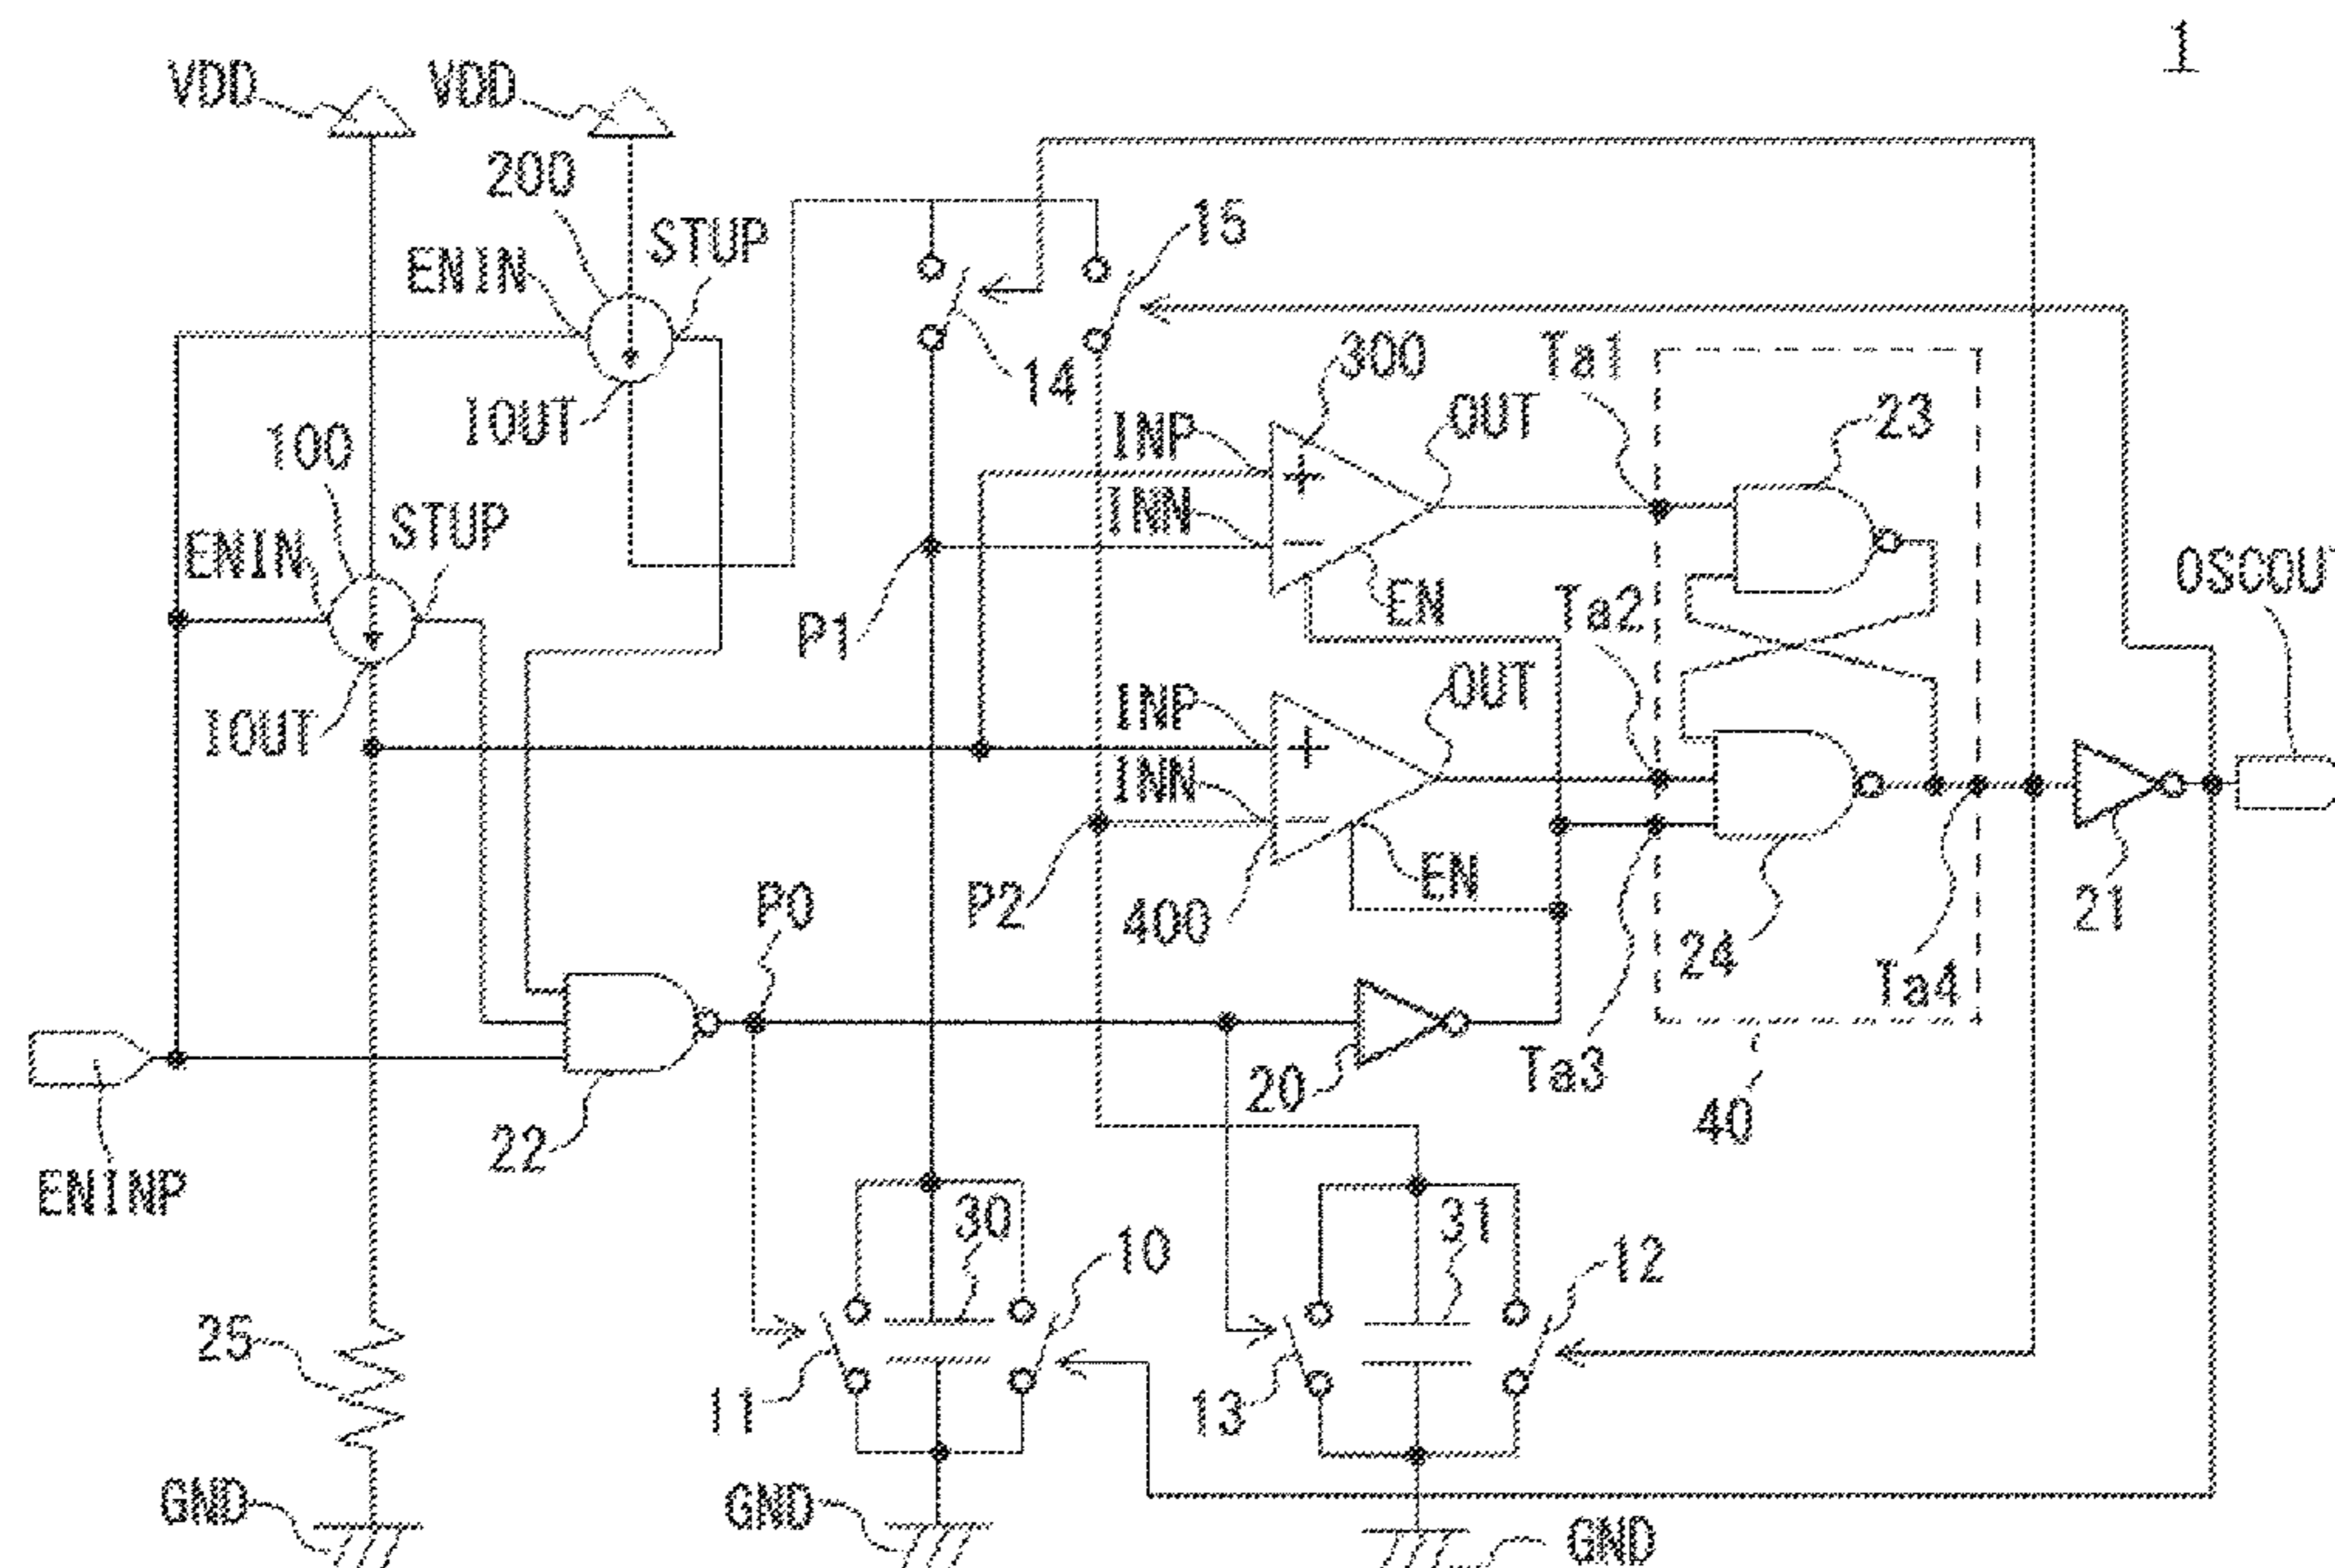 1
VDD
VDD
200
STUP
ENIN
15
14
300
Ta1
IOUT
INP
OUT
23
100
STUP
INN
ENIN
EN
Ta2
OSCOUT
P1
IOUT
INP
OUT
INN
P0
P2
400
EN
24
21
Ta4
20
Ta3
40
22
ENINP
30
10
31
12
25
11
13
GND
GND
GND